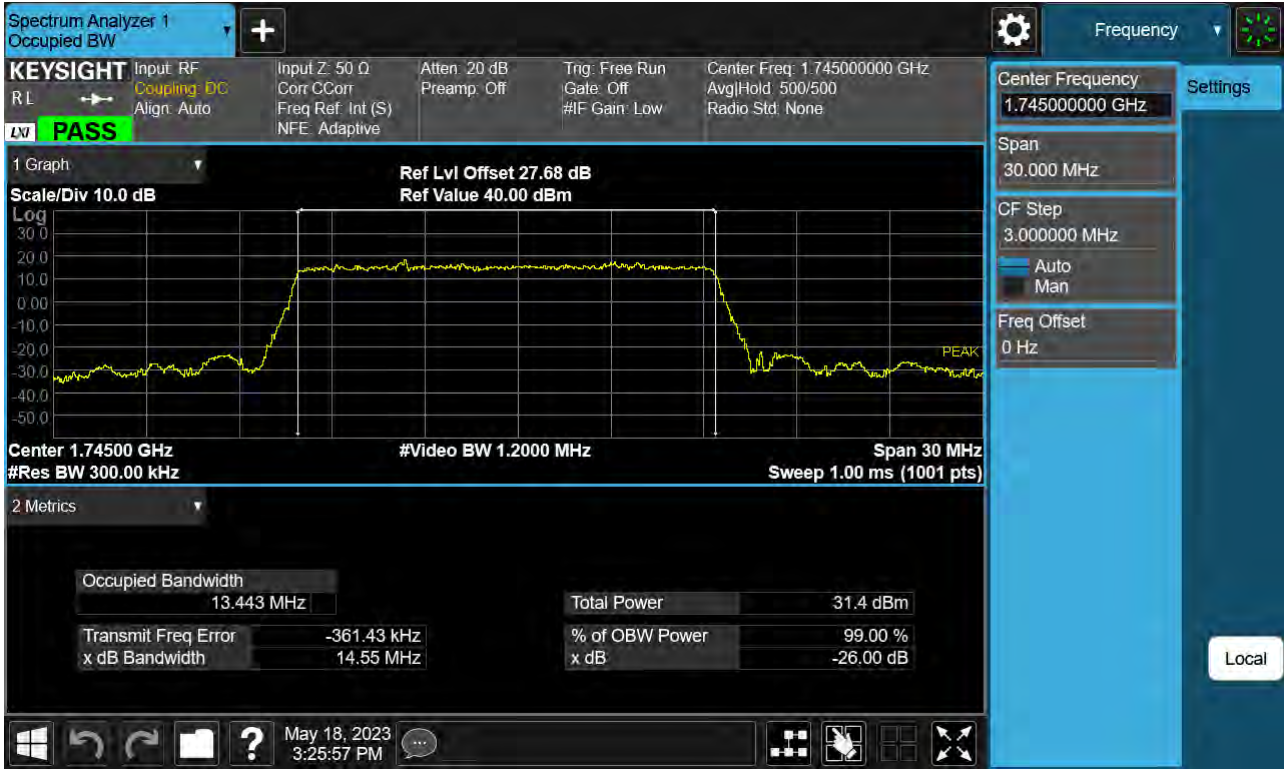 Spectrum Analyzer 1
Occupied BW
Frequency
KEYSIGHT
RL
LXI
PASS
Input: RF
Coupling: DC
Align: Auto
Input Z: 50 Ω
Corr CCorr
Freq Ref: Int (S)
NFE: Adaptive
Atten: 20 dB
Preamp: Off
Trig: Free Run
Gate: Off
#IF Gain: Low
Center Freq: 1.745000000 GHz
Avg|Hold: 500/500
Radio Std: None
Center Frequency
1.745000000 GHz
Settings
Span
30.000 MHz
CF Step
3.000000 MHz
Auto
Man
Freq Offset
0 Hz
Local
1 Graph
Scale/Div 10.0 dB
Ref Lvl Offset 27.68 dB
Ref Value 40.00 dBm
Log
30.0
20.0
10.0
0.00
-10.0
-20.0
-30.0
-40.0
-50.0
PEAK
Center 1.74500 GHz
#Video BW 1.2000 MHz
Span 30 MHz
#Res BW 300.00 kHz
Sweep 1.00 ms (1001 pts)
2 Metrics
Occupied Bandwidth
13.443 MHz
Total Power 31.4 dBm
Transmit Freq Error -361.43 kHz
% of OBW Power 99.00 %
x dB Bandwidth 14.55 MHz
x dB -26.00 dB
?
May 18, 2023
3:25:57 PM